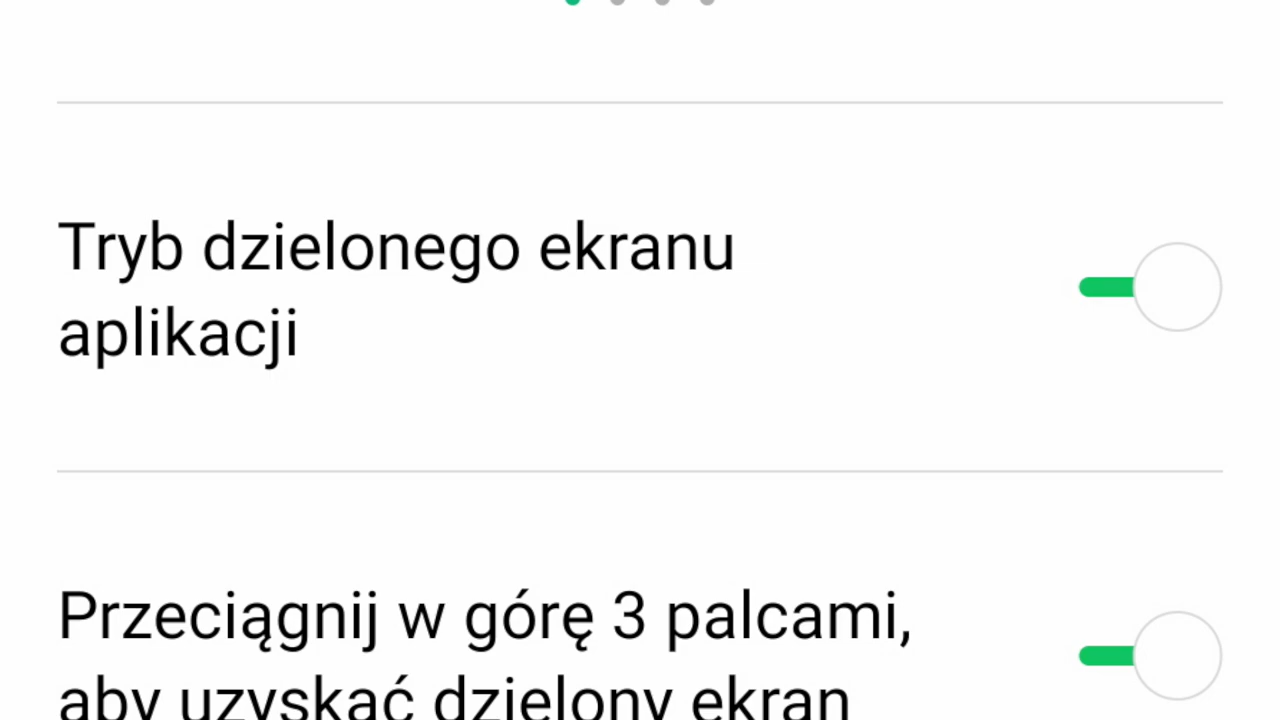 Tryb dzielonego ekranu
aplikacji
Przeciągnij w górę 3 palcami,
aby uzyskać dzielony ekran